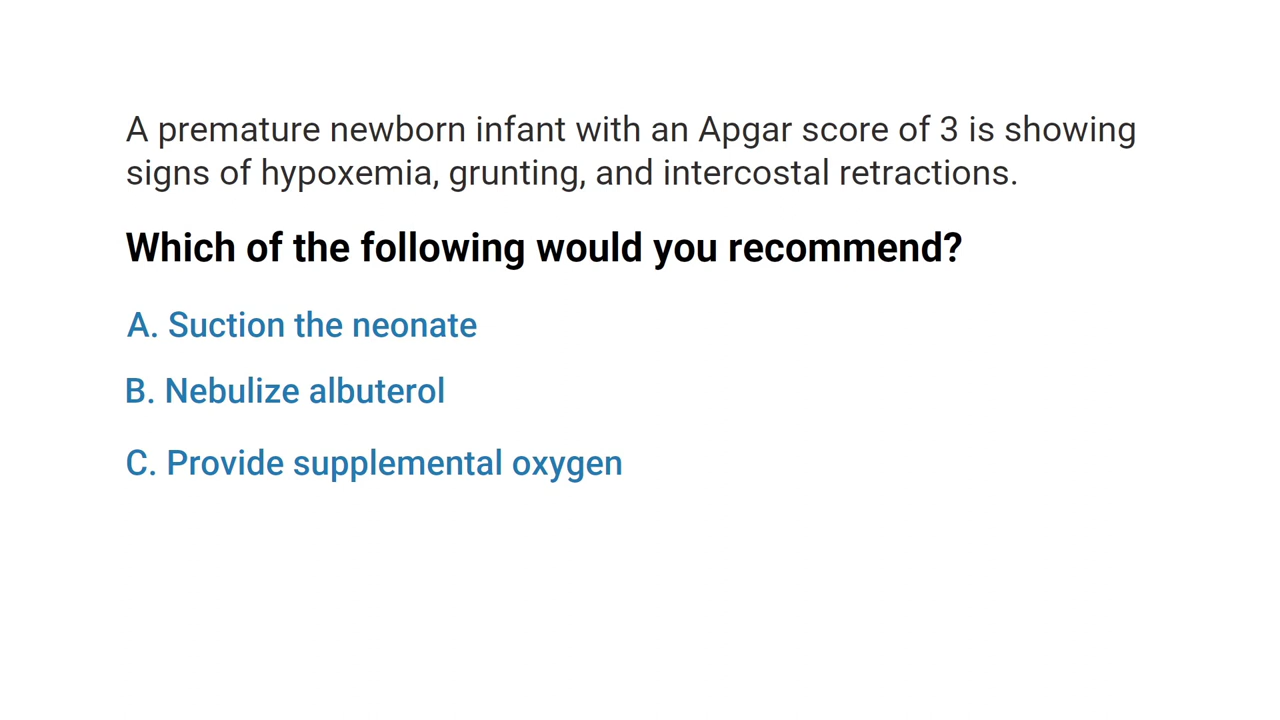 A premature newborn infant with an Apgar score of 3 is showing
signs of hypoxemia, grunting, and intercostal retractions.
Which of the following would you recommend?
A. Suction the neonate
B. Nebulize albuterol
C. Provide supplemental oxygen